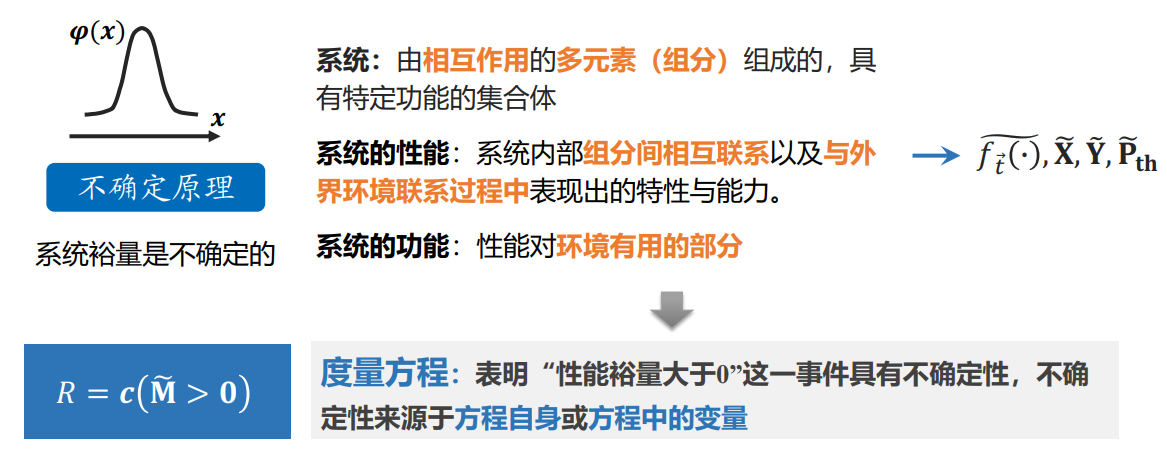 φ(x)
x
不确定原理
系统裕量是不确定的
系统：由相互作用的多元素（组分）组成的，具
有特定功能的集合体
系统的性能：系统内部组分间相互联系以及与外
界环境联系过程中表现出的特性与能力。
系统的功能：性能对环境有用的部分
$\widetilde{f_{\vec{t}}(\cdot)}, \widetilde{\mathbf{X}}, \widetilde{\mathbf{Y}}, \widetilde{\mathbf{P}}_{\mathbf{th}}$
$R = \boldsymbol{c}(\widetilde{\mathbf{M}} > \mathbf{0})$
度量方程：表明“性能裕量大于0”这一事件具有不确定性，不确
定性来源于方程自身或方程中的变量